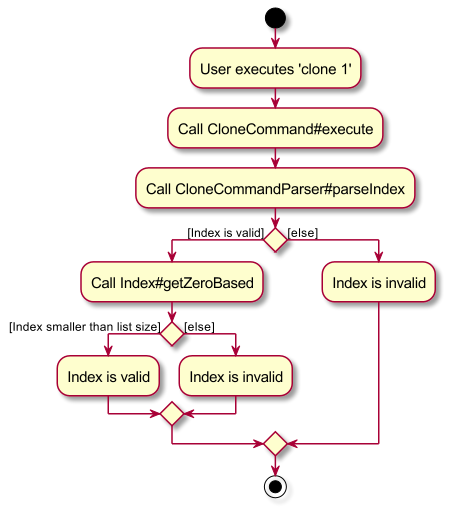 User executes 'clone 1'
Call CloneCommand#execute
Call CloneCommandParser#parseIndex
[Index is valid]
[else]
Call Index#getZeroBased
Index is invalid
[Index smaller than list size]
[else]
Index is valid
Index is invalid